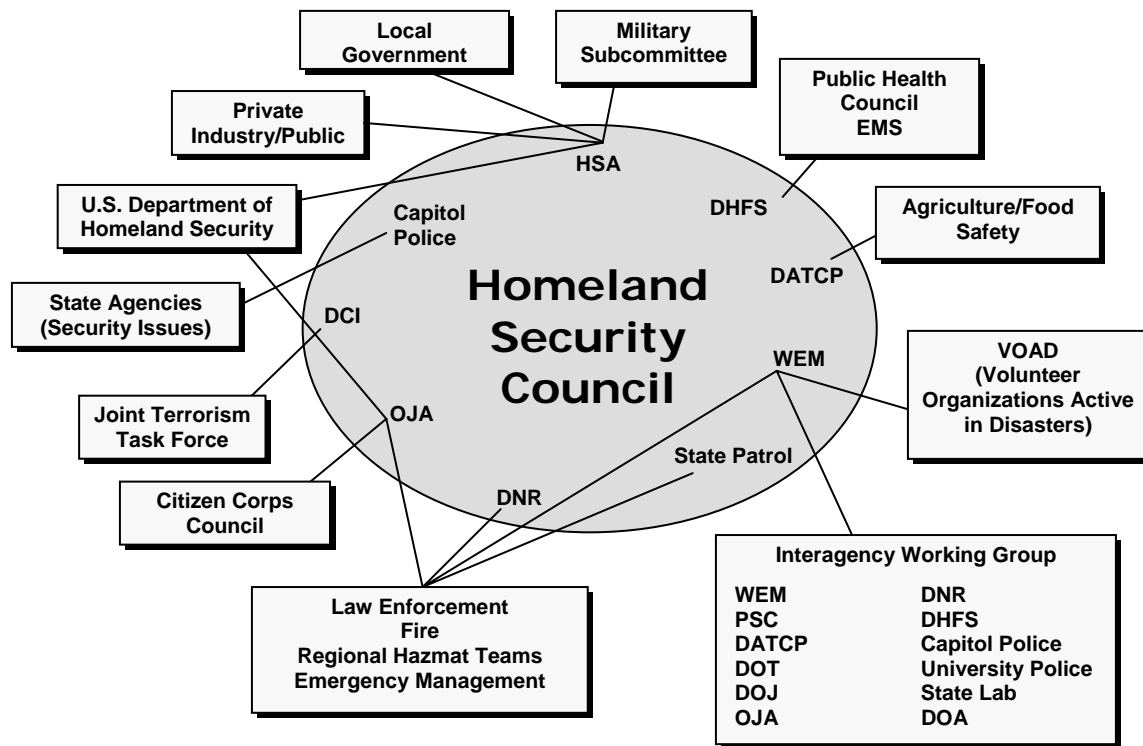 Local
Government
Military
Subcommittee
Public Health
Council
EMS
Private
Industry/Public
HSA
U.S. Department of
Homeland Security
Capitol
Police
DHFS
Agriculture/Food
Safety
DATCP
State Agencies
(Security Issues)
DCI
Homeland
Security
Council
WEM
VOAD
(Volunteer
Organizations Active
in Disasters)
Joint Terrorism
Task Force
OJA
State Patrol
Citizen Corps
Council
DNR
Law Enforcement
Fire
Regional Hazmat Teams
Emergency Management
Interagency Working Group
WEM DNR
PSC DHFS
DATCP Capitol Police
DOT University Police
DOJ State Lab
OJA DOA